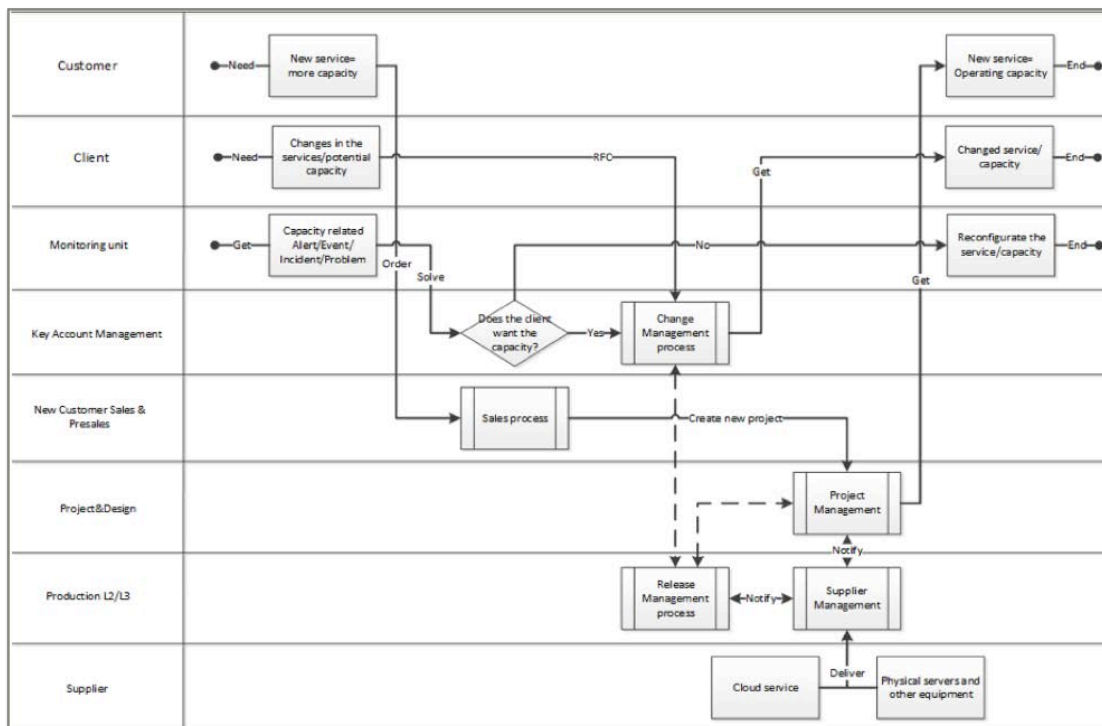 Customer
Need
New service=
more capacity
New service=
Operating capacity
End
Client
Need
Changes in the
services/potential
capacity
RFC
Get
Changed service/
capacity
End
Monitoring unit
Get
Capacity related
Alert/Event/
Incident/Problem
Order
Solve
No
Reconfigurate the
service/capacity
End
Get
Key Account Management
Does the client
want the
capacity?
Yes
Change
Management
process
New Customer Sales &
Presales
Sales process
Create new project
Project&Design
Project
Management
Notify
Production L2/L3
Release
Management
process
Notify
Supplier
Management
Supplier
Cloud service
Deliver
Physical servers and
other equipment